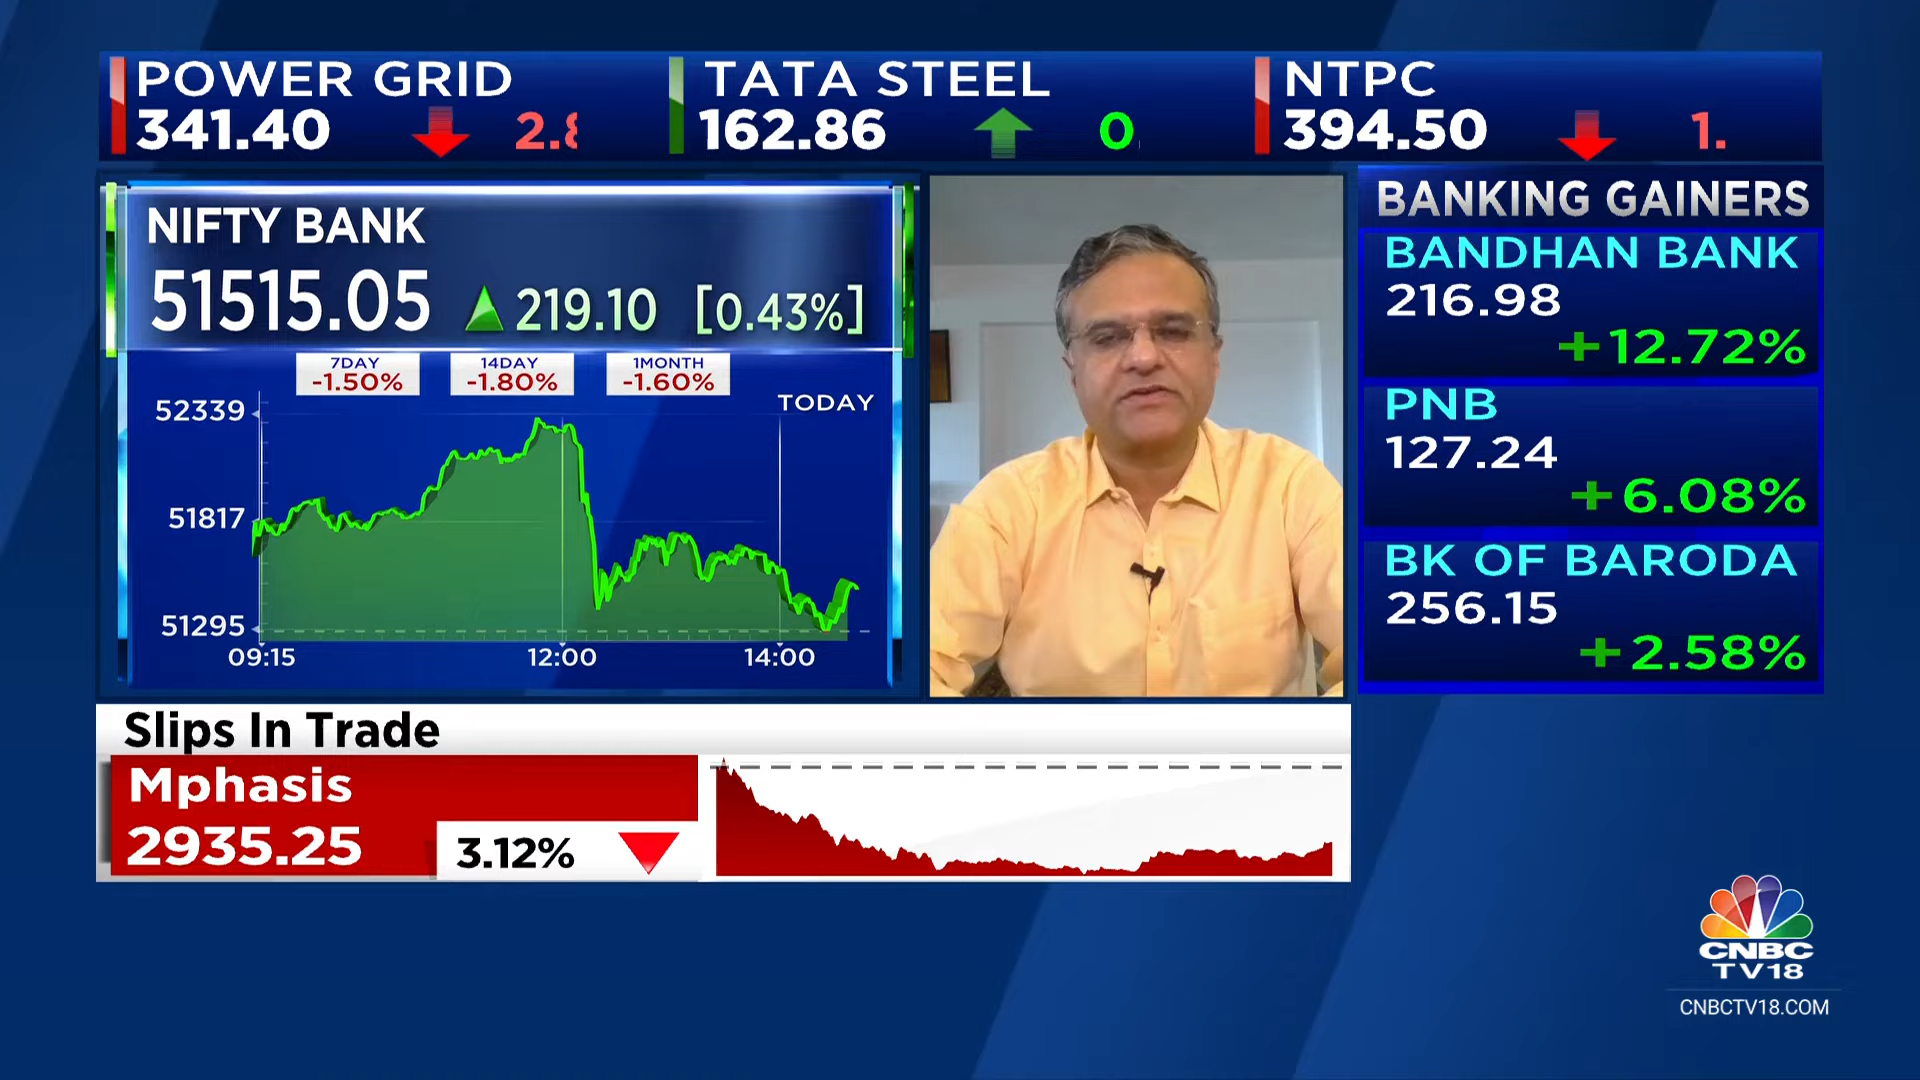 POWER GRID
341.40
TATA STEEL
162.86
0
NTPC
394.50
1.
NIFTY BANK
51515.05 219.10 [0.43%]
7DAY
-1.50%
14DAY
-1.80%
1MONTH
-1.60%
TODAY
52339
51817
51295
09:15 12:00 14:00
BANKING GAINERS
BANDHAN BANK
216.98
+12.72%
PNB
127.24
+6.08%
BK OF BARODA
256.15
+2.58%
Slips In Trade
Mphasis
2935.25
3.12%
CNBC
TV18
CNBCTV18.COM